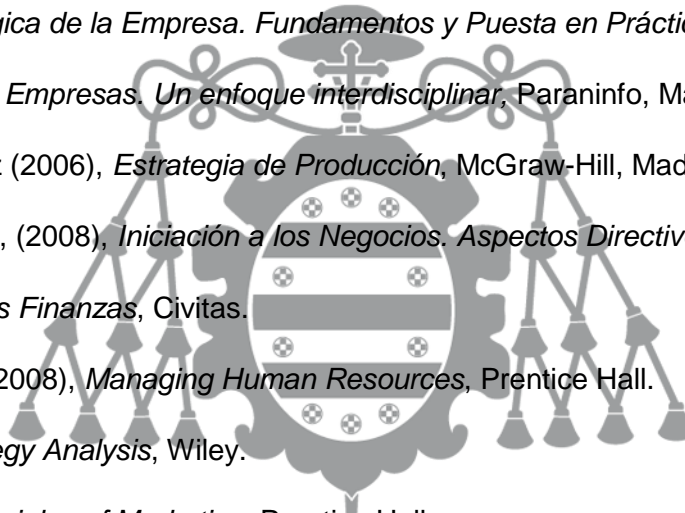 gica de la Empresa. Fundamentos y Puesta en Práctic
Empresas. Un enfoque interdisciplinar, Paraninfo, Ma
(2006), Estrategia de Producción, McGraw-Hill, Mad
, (2008), Iniciación a los Negocios. Aspectos Directiv
s Finanzas, Civitas.
2008), Managing Human Resources, Prentice Hall.
egy Analysis, Wiley.